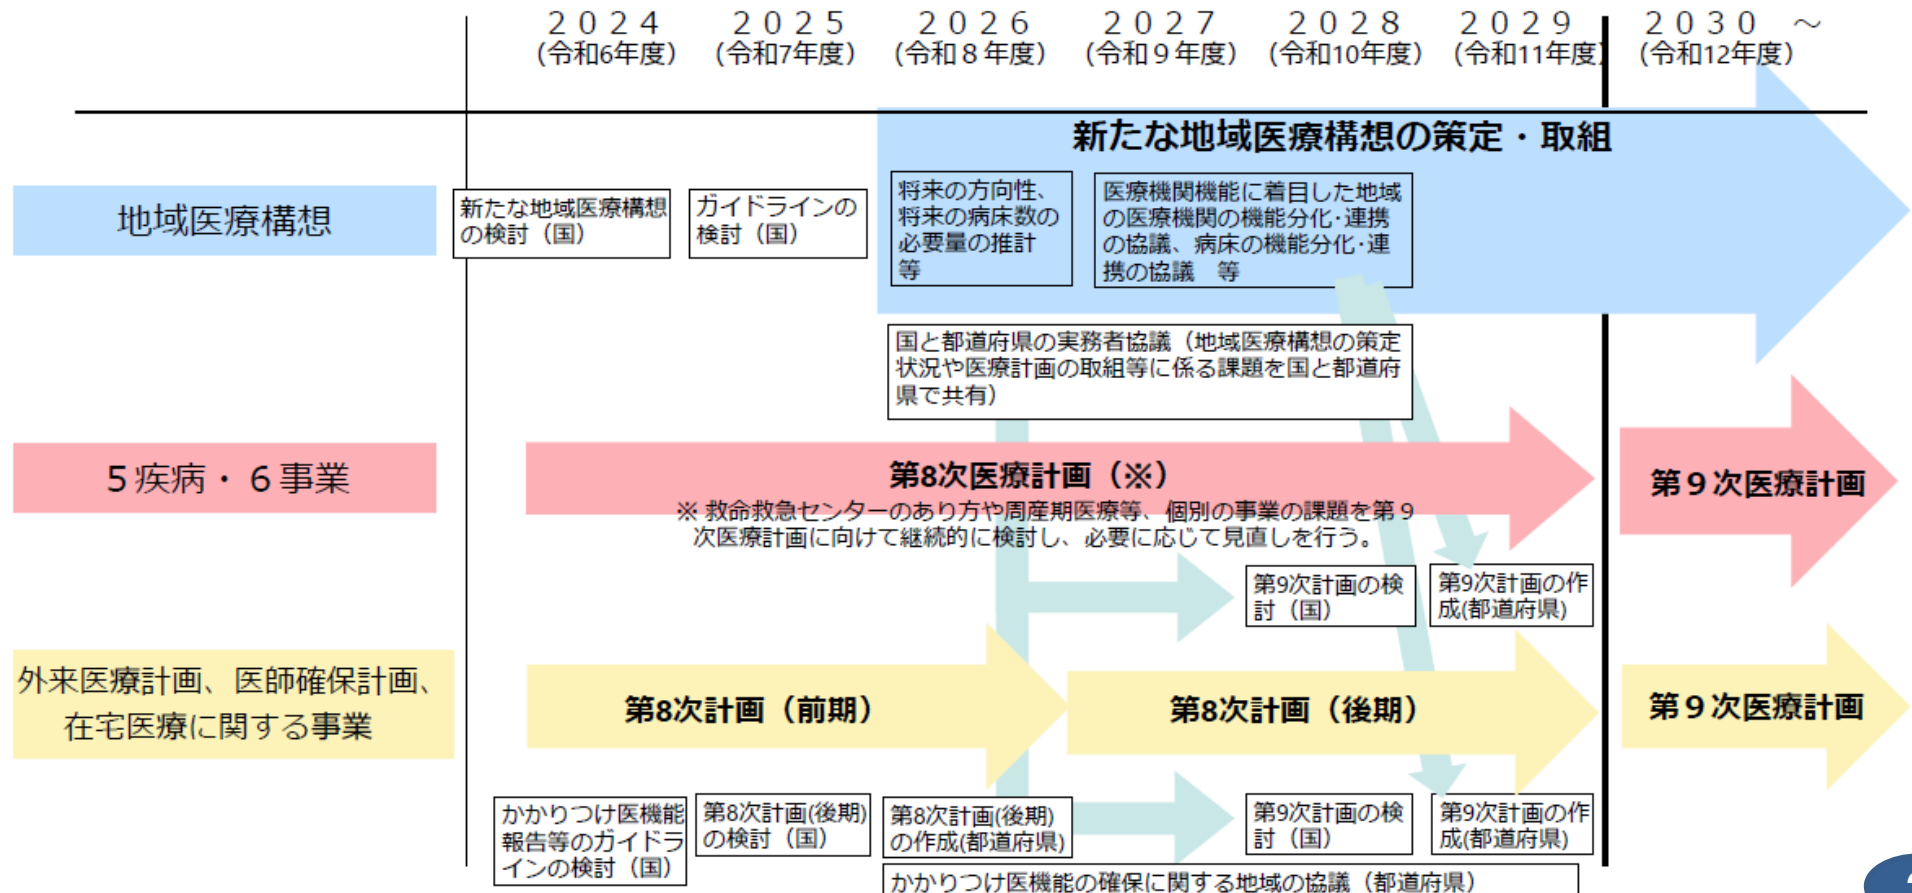 ２０２４
(令和6年度)
２０２５
(令和7年度)
２０２６
(令和８年度)
２０２７
(令和９年度)
２０２８
(令和10年度)
２０２９
(令和11年度)
２０３０　～
(令和12年度)
新たな地域医療構想の策定・取組
地域医療構想
新たな地域医療構想
の検討（国）
ガイドラインの
検討（国）
将来の方向性、
将来の病床数の
必要量の推計
等
医療機関機能に着目した地域
の医療機関の機能分化･連携
の協議、病床の機能分化･連
携の協議　等
国と都道府県の実務者協議（地域医療構想の策定
状況や医療計画の取組等に係る課題を国と都道府
県で共有）
５疾病・６事業
第8次医療計画（※）
※ 救命救急センターのあり方や周産期医療等、個別の事業の課題を第９
次医療計画に向けて継続的に検討し、必要に応じて見直しを行う。
第９次医療計画
第9次計画の検
討（国）
第9次計画の作
成(都道府県)
外来医療計画、医師確保計画、
在宅医療に関する事業
第8次計画（前期）
第8次計画（後期）
第９次医療計画
かかりつけ医機能
報告等のガイドラ
インの検討（国）
第8次計画(後期)
の検討（国）
第8次計画(後期)
の作成(都道府県)
第9次計画の検
討（国）
第9次計画の作
成(都道府県)
かかりつけ医機能の確保に関する地域の協議（都道府県）